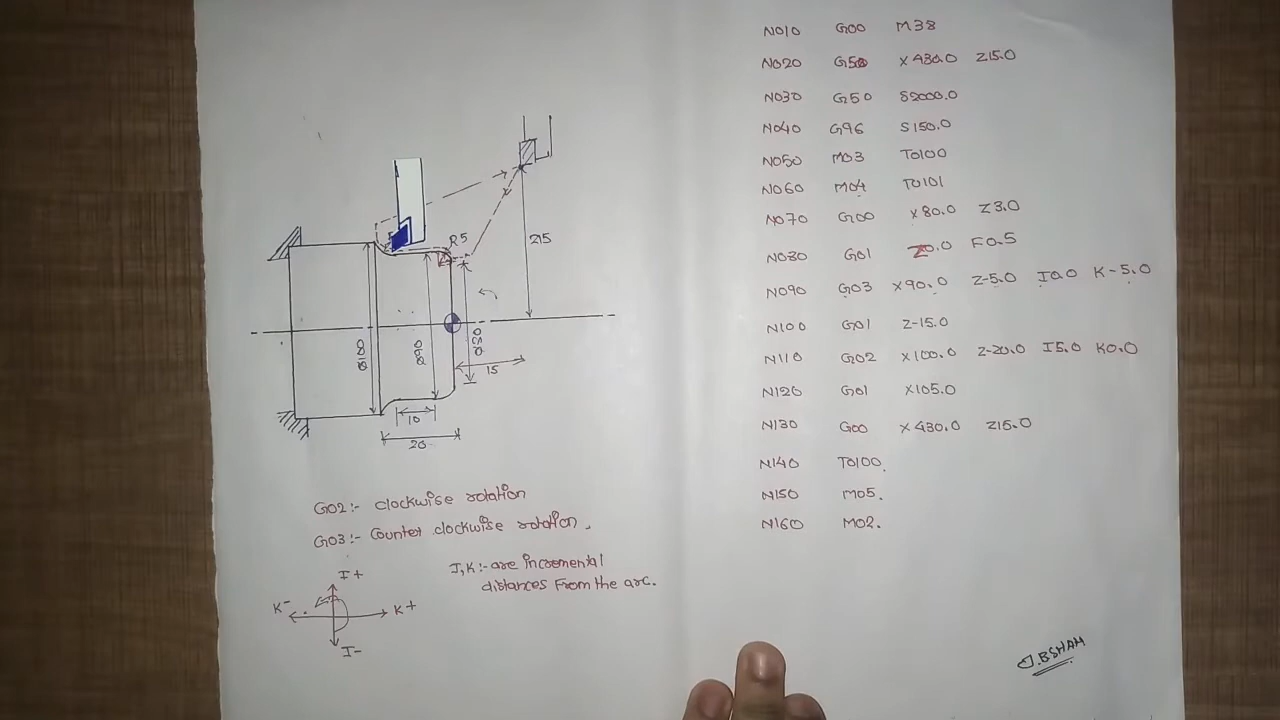 R5
215
Ø100
Ø90
Ø80
15
10
20
G02:- clockwise rotation
G03:- Counter clockwise rotation.
I,K:- are incremental
distances From the arc.
I+
K-
K+
I-
N010 G00 M38
N020 G50 X430.0 Z15.0
N030 G50 S2000.0
N040 G96 S150.0
N050 M03 T0100
N060 M04 T0101
N070 G00 X80.0 Z3.0
N080 G01 Z0.0 F0.5
N090 G03 X90.0 Z-5.0 I0.0 K-5.0
N100 G01 Z-15.0
N110 G02 X100.0 Z-20.0 I5.0 K0.0
N120 G01 X105.0
N130 G00 X430.0 Z15.0
N140 T0100.
N150 M05.
N160 M02.
J.BSHAM